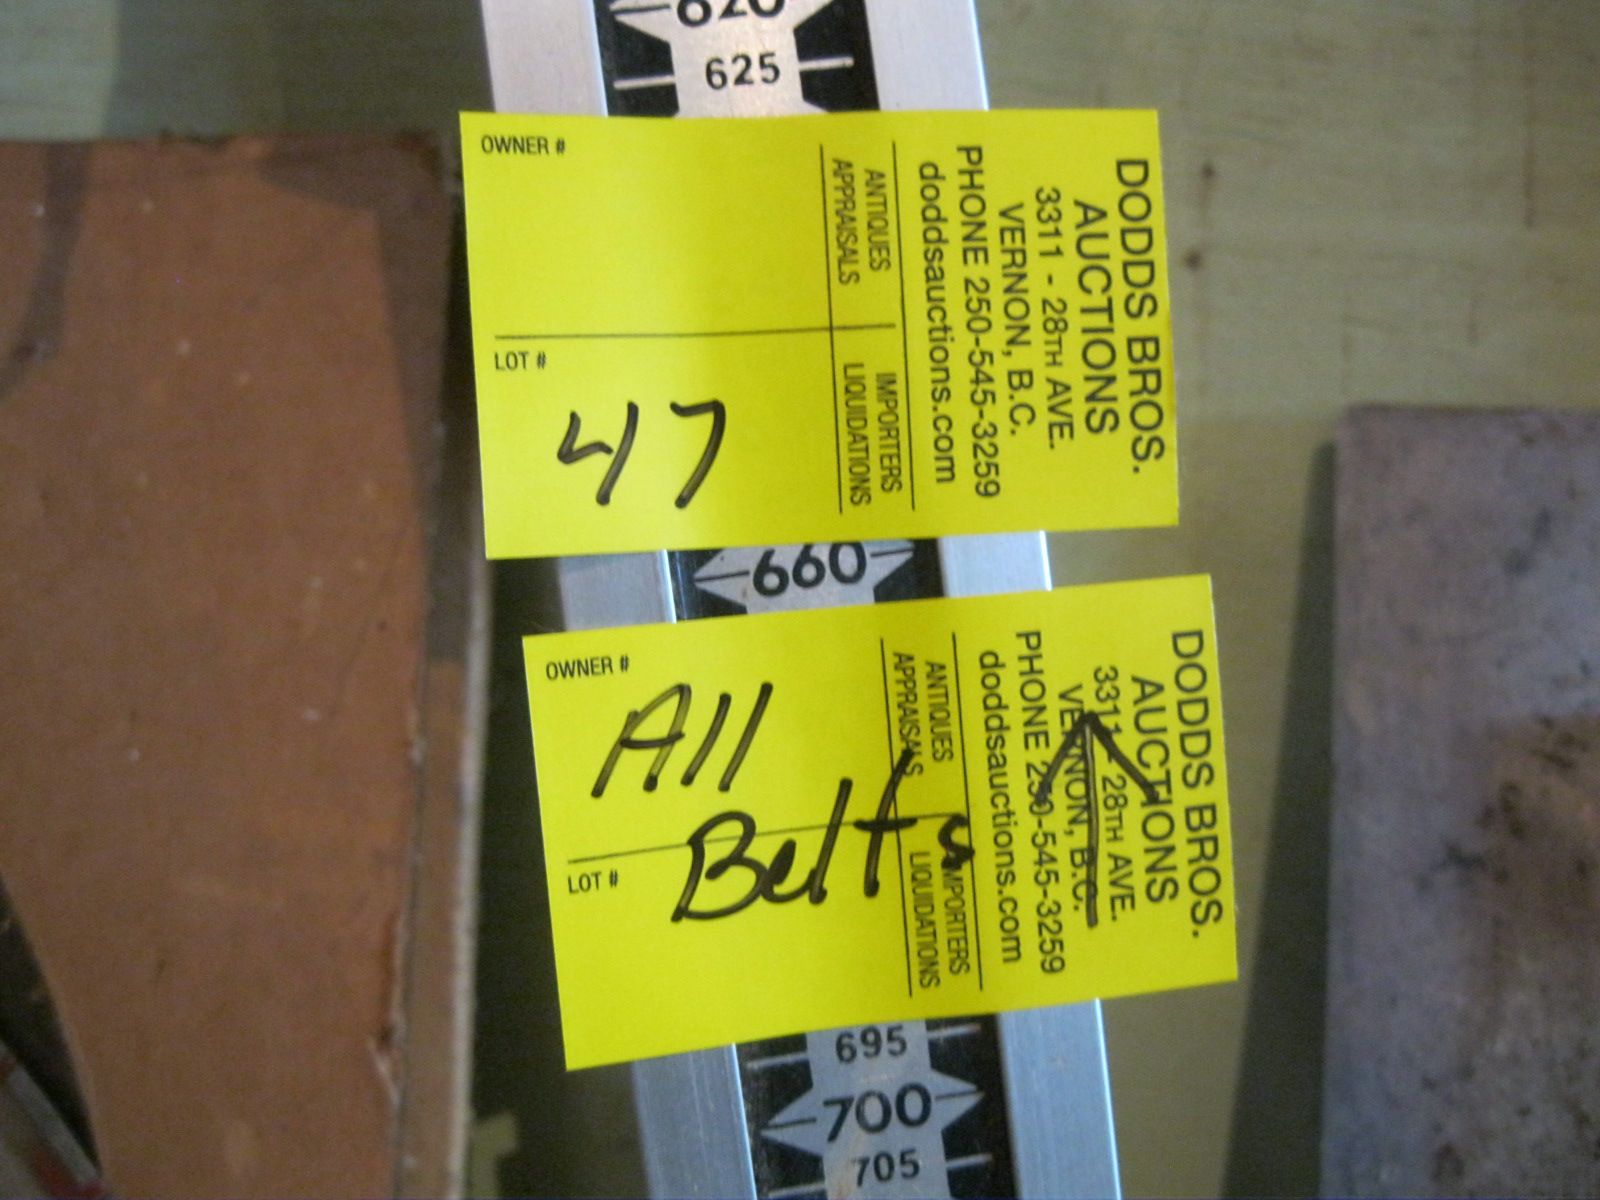 620
625
OWNER #
LOT #
47
ANTIQUES
APPRAISALS
IMPORTERS
LIQUIDATIONS
DODDS BROS.
AUCTIONS
3311 - 28TH AVE.
VERNON, B.C.
PHONE 250-545-3259
doddsauctions.com
660
OWNER #
All
Belts
LOT #
ANTIQUES
APPRAISALS
IMPORTERS
LIQUIDATIONS
DODDS BROS.
AUCTIONS
3311 - 28TH AVE.
VERNON, B.C.
PHONE 250-545-3259
doddsauctions.com
695
700
705